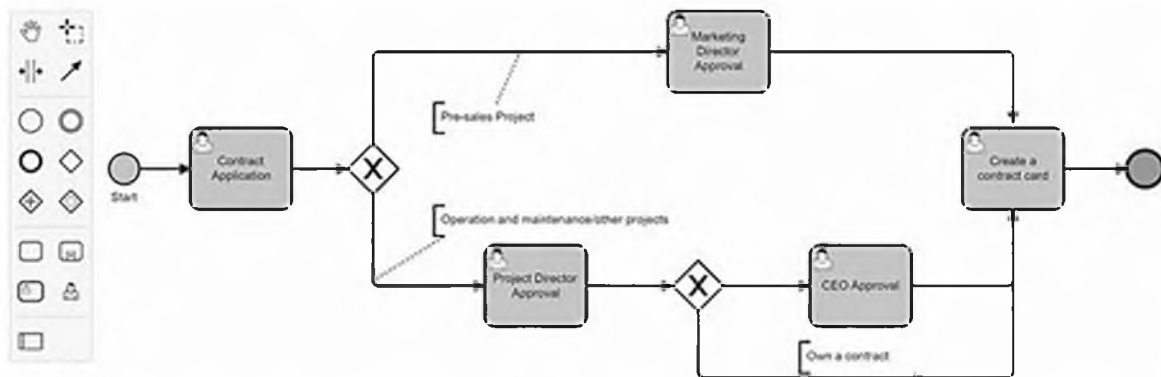 Marketing
Director
Approval
Pre-sales Project
Contract
Application
Create a
contract card
Start
Operation and maintenance/other projects
Project Director
Approval
CEO Approval
Own a contract